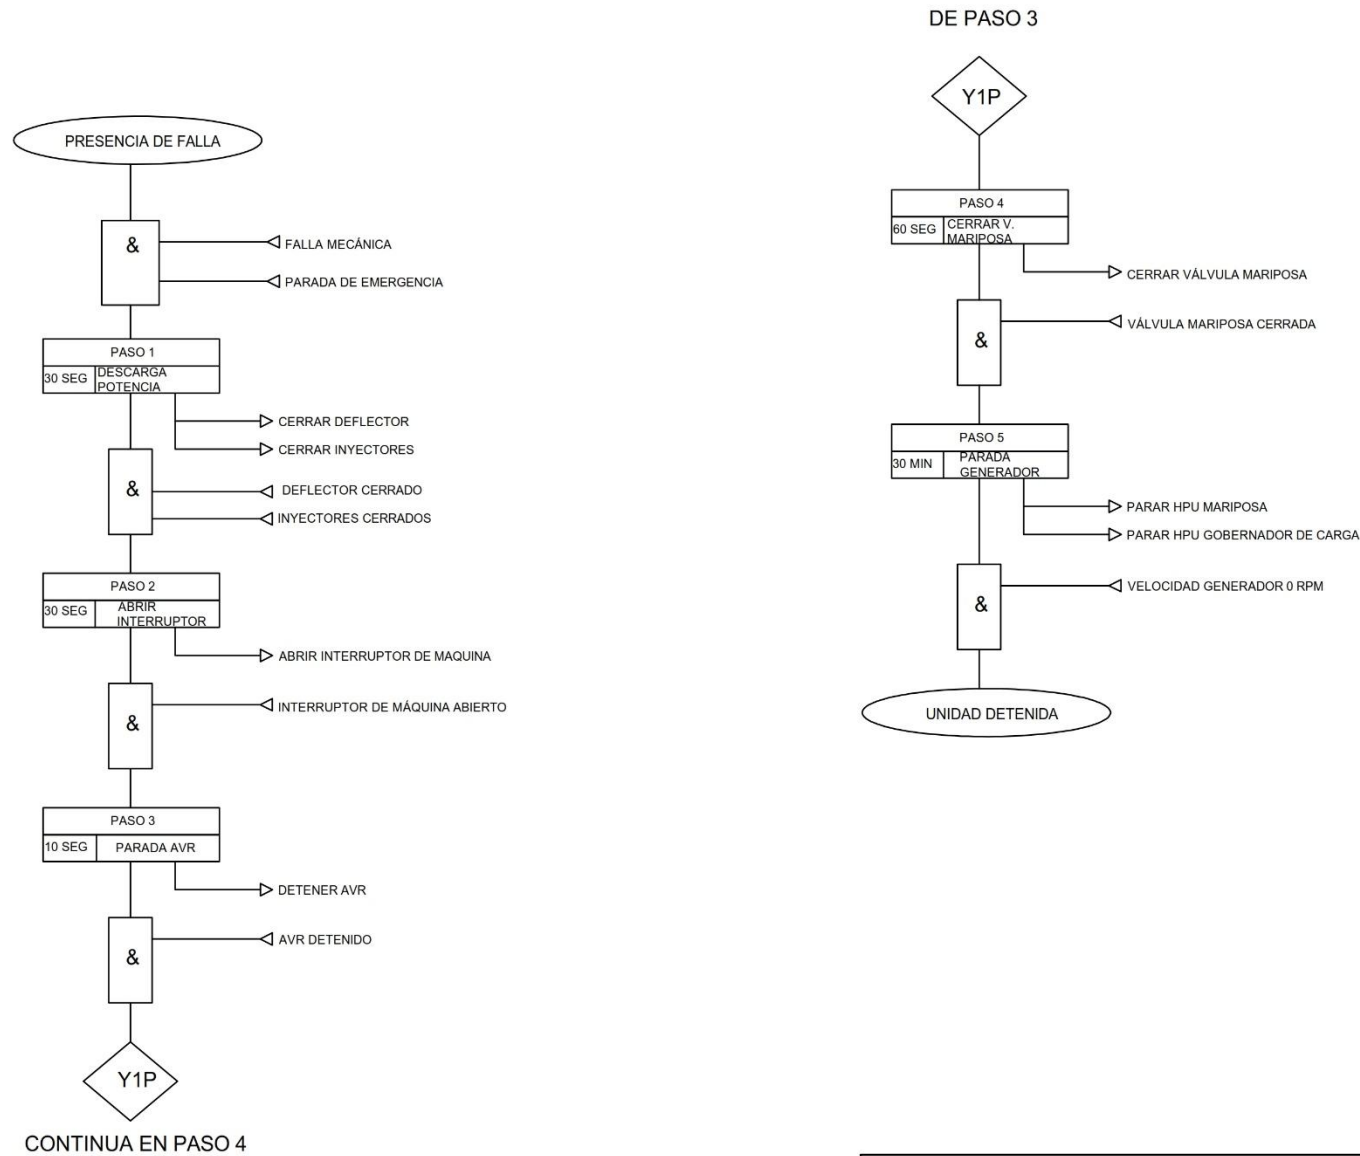 PRESENCIA DE FALLA
&
FALLA MECÁNICA
PARADA DE EMERGENCIA
PASO 1
30 SEG
DESCARGA
POTENCIA
CERRAR DEFLECTOR
CERRAR INYECTORES
&
DEFLECTOR CERRADO
INYECTORES CERRADOS
PASO 2
30 SEG
ABRIR
INTERRUPTOR
ABRIR INTERRUPTOR DE MAQUINA
&
INTERRUPTOR DE MÁQUINA ABIERTO
PASO 3
10 SEG
PARADA AVR
DETENER AVR
&
AVR DETENIDO
Y1P
CONTINUA EN PASO 4
DE PASO 3
Y1P
PASO 4
60 SEG
CERRAR V.
MARIPOSA
CERRAR VÁLVULA MARIPOSA
&
VÁLVULA MARIPOSA CERRADA
PASO 5
30 MIN
PARADA
GENERADOR
PARAR HPU MARIPOSA
PARAR HPU GOBERNADOR DE CARGA
&
VELOCIDAD GENERADOR 0 RPM
UNIDAD DETENIDA